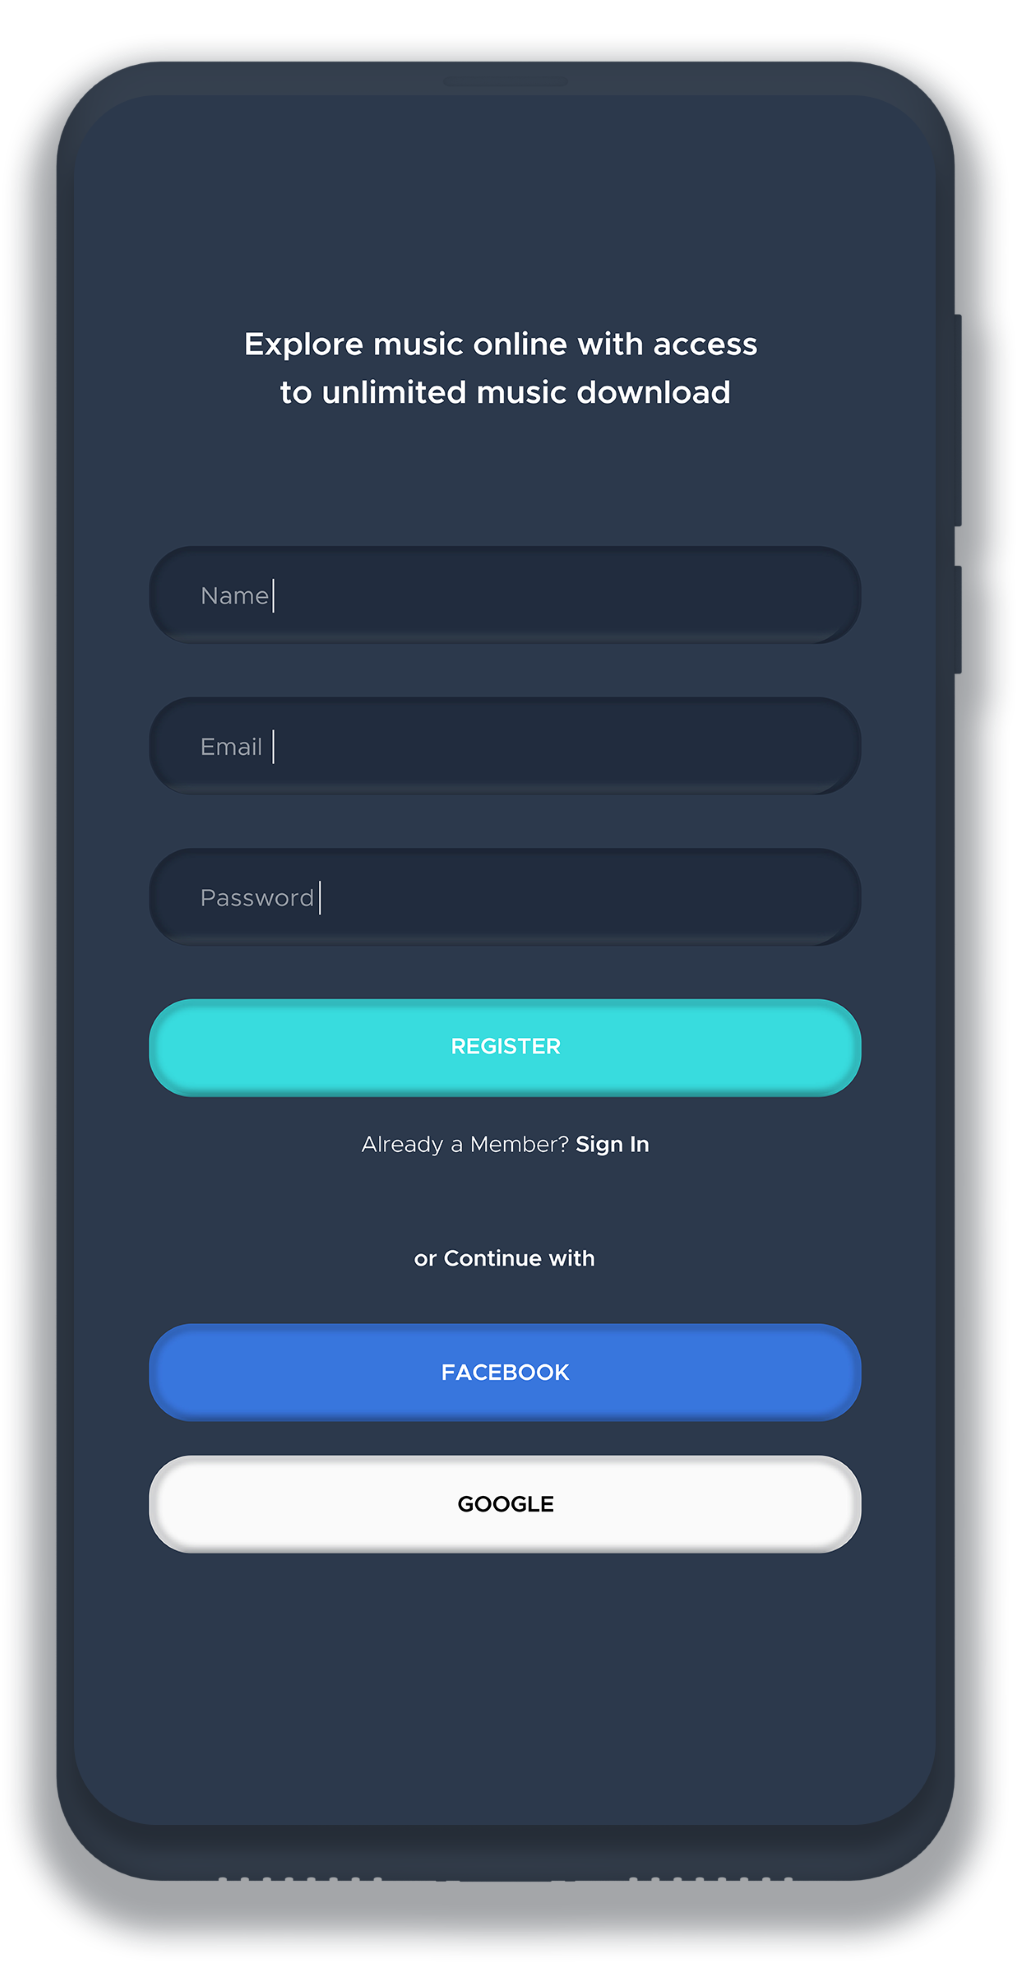 Explore music online with access
to unlimited music download
Name
Email
Password
REGISTER
Already a Member? Sign In
or Continue with
FACEBOOK
GOOGLE